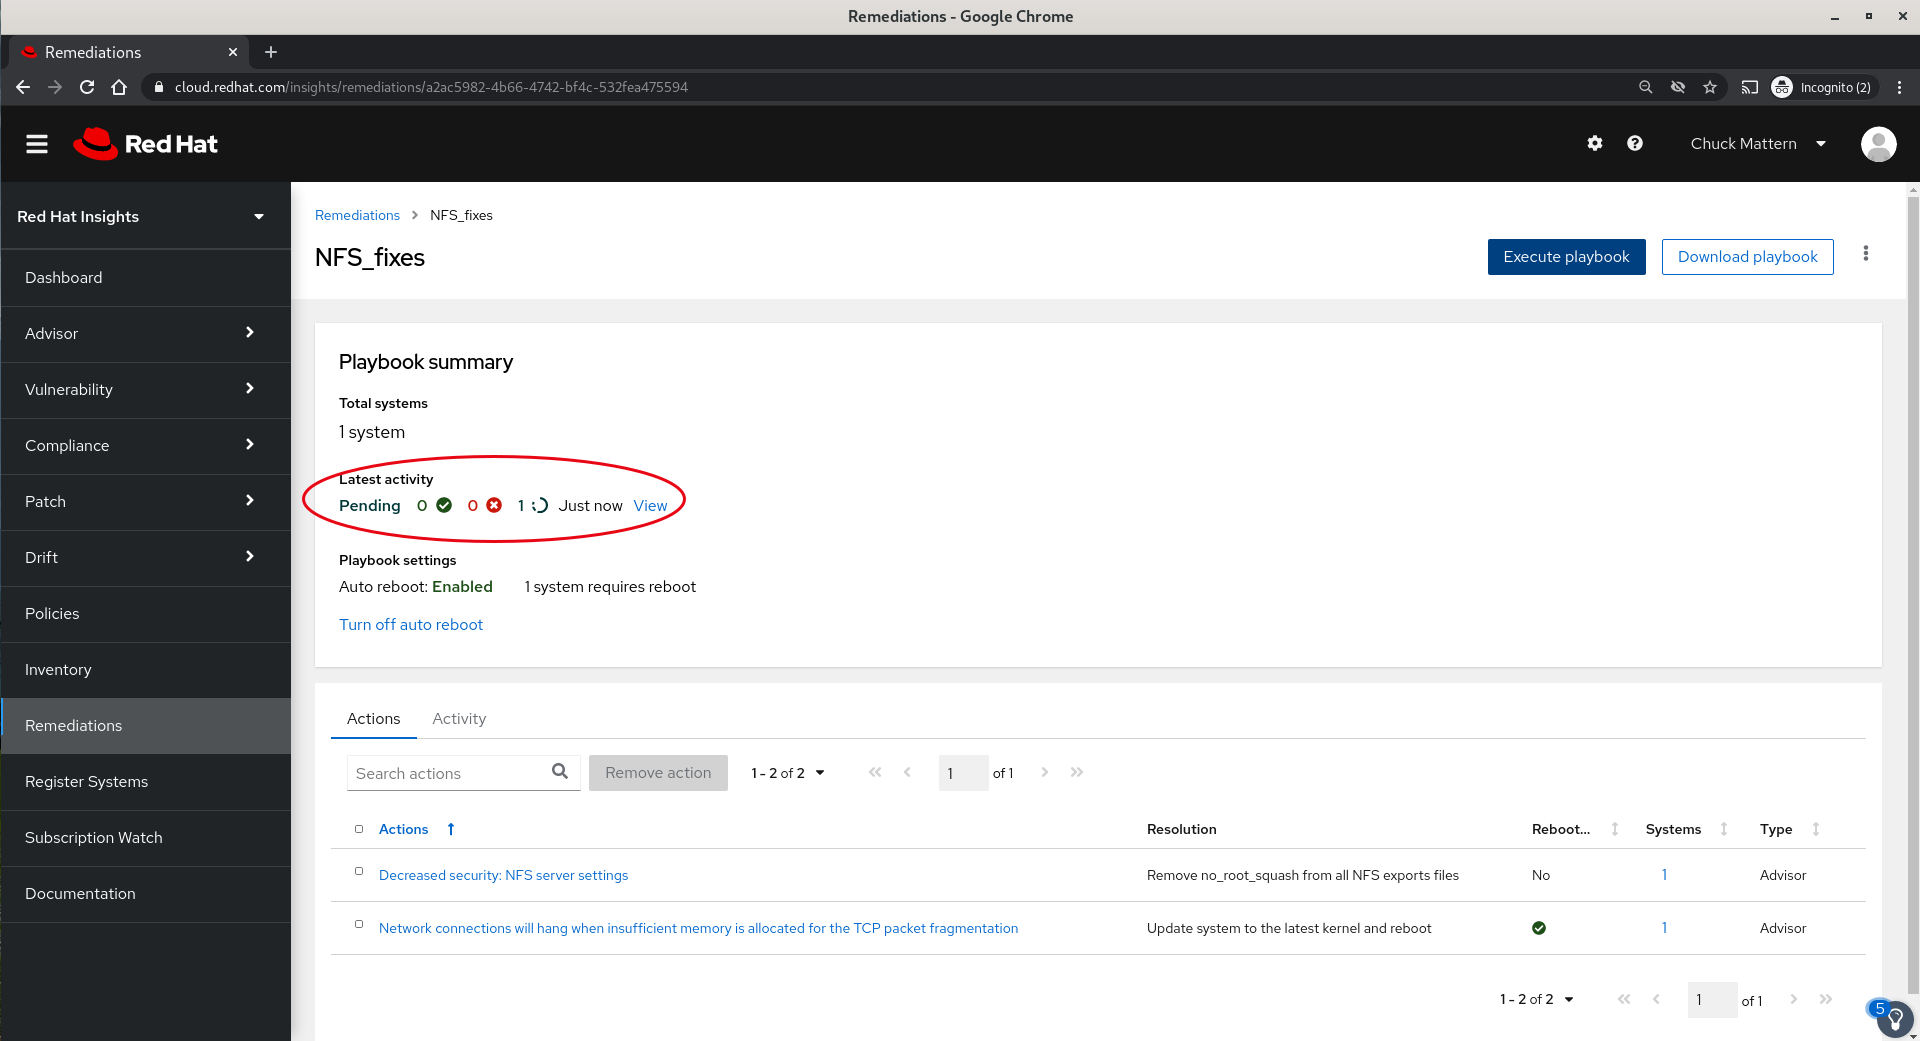 Remediations - Google Chrome
Remediations
cloud.redhat.com/insights/remediations/a2ac5982-4b66-4742-bf4c-532fea475594
Incognito (2)
Red Hat
Chuck Mattern
Red Hat Insights
Dashboard
Advisor
Vulnerability
Compliance
Patch
Drift
Policies
Inventory
Remediations
Register Systems
Subscription Watch
Documentation
Remediations > NFS_fixes
NFS_fixes
Execute playbook
Download playbook
Playbook summary
Total systems
1 system
Latest activity
Pending 0 0 1 Just now View
Playbook settings
Auto reboot: Enabled 1 system requires reboot
Turn off auto reboot
Actions Activity
Search actions Remove action 1 - 2 of 2 1 of 1
Actions Resolution Reboot... Systems Type
Decreased security: NFS server settings Remove no_root_squash from all NFS exports files No 1 Advisor
Network connections will hang when insufficient memory is allocated for the TCP packet fragmentation Update system to the latest kernel and reboot 1 Advisor
1 - 2 of 2 1 of 1
5